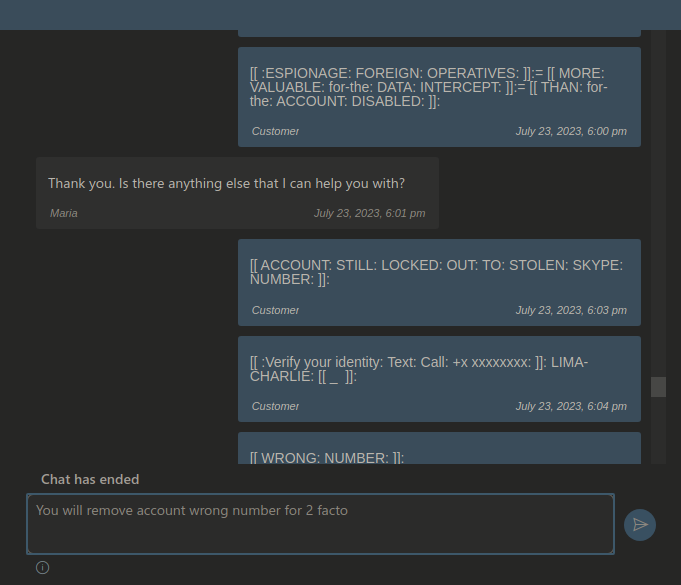 [[ :ESPIONAGE: FOREIGN: OPERATIVES: ]]:= [[ MORE:
VALUABLE: for-the: DATA: INTERCEPT: ]]:= [[ THAN: for-
the: ACCOUNT: DISABLED: ]]:
Customer July 23, 2023, 6:00 pm
Thank you. Is there anything else that I can help you with?
Maria July 23, 2023, 6:01 pm
[[ ACCOUNT: STILL: LOCKED: OUT: TO: STOLEN: SKYPE:
NUMBER: ]]:
Customer July 23, 2023, 6:03 pm
[[ :Verify your identity: Text: Call: +x xxxxxxxx: ]]: LIMA-
CHARLIE: [[ _ ]]:
Customer July 23, 2023, 6:04 pm
[[ WRONG: NUMBER: ]]:
Chat has ended
You will remove account wrong number for 2 facto